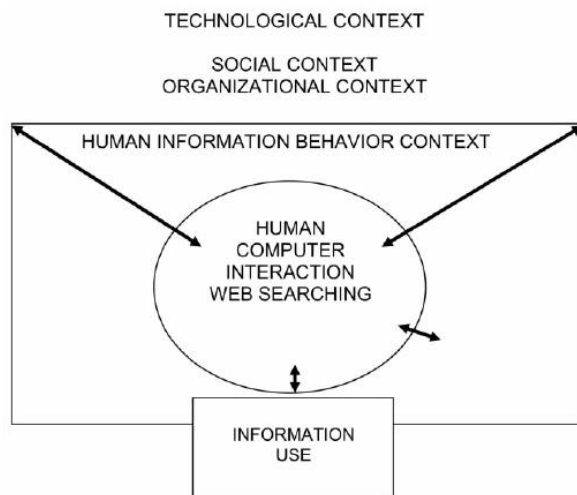 TECHNOLOGICAL CONTEXT
SOCIAL CONTEXT
ORGANIZATIONAL CONTEXT
HUMAN INFORMATION BEHAVIOR CONTEXT
HUMAN
COMPUTER
INTERACTION
WEB SEARCHING
INFORMATION
USE